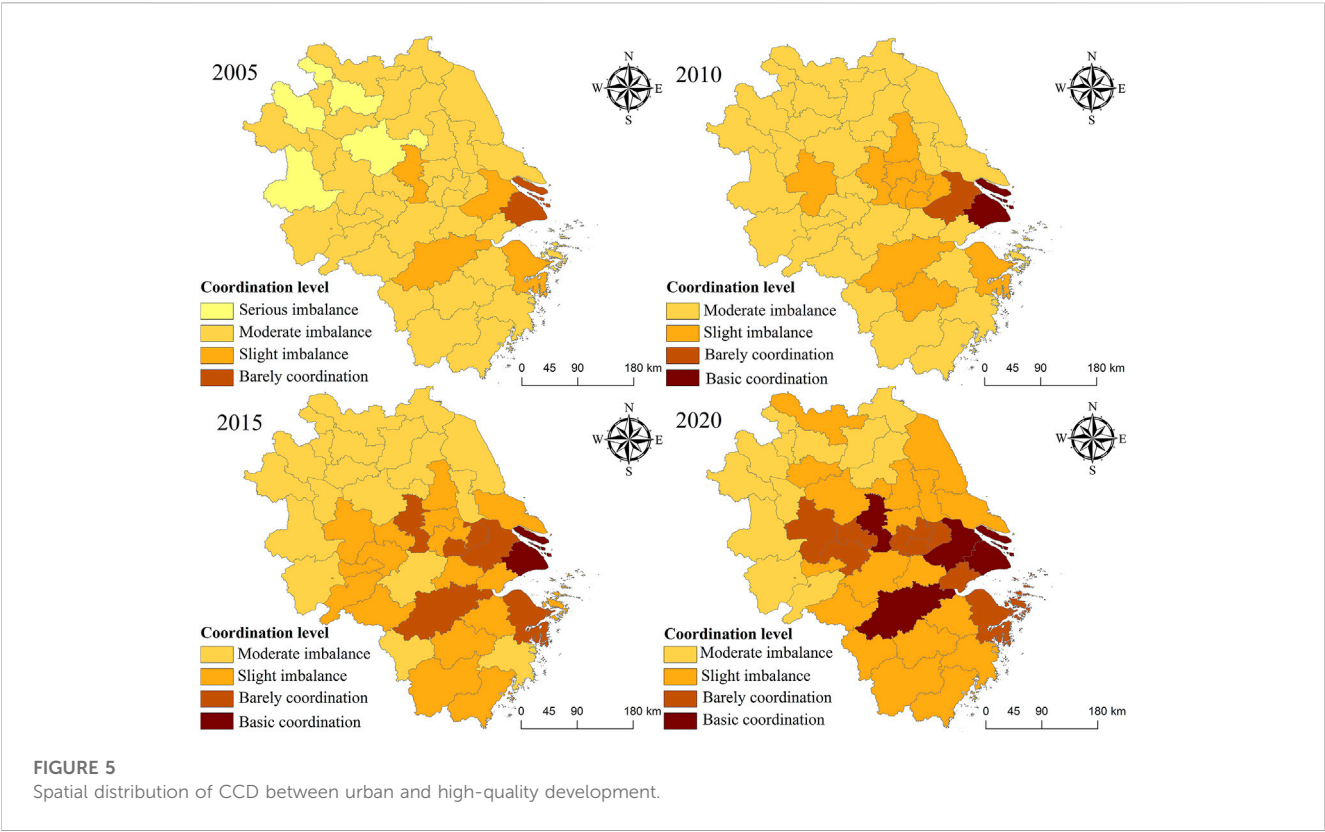 2005
N
W E
S
Coordination level
Serious imbalance
Moderate imbalance
Slight imbalance
Barely coordination
0 45 90 180 km
2010
N
W E
S
Coordination level
Moderate imbalance
Slight imbalance
Barely coordination
Basic coordination
0 45 90 180 km
2015
N
W E
S
Coordination level
Moderate imbalance
Slight imbalance
Barely coordination
Basic coordination
0 45 90 180 km
2020
N
W E
S
Coordination level
Moderate imbalance
Slight imbalance
Barely coordination
Basic coordination
0 45 90 180 km
FIGURE 5
Spatial distribution of CCD between urban and high-quality development.